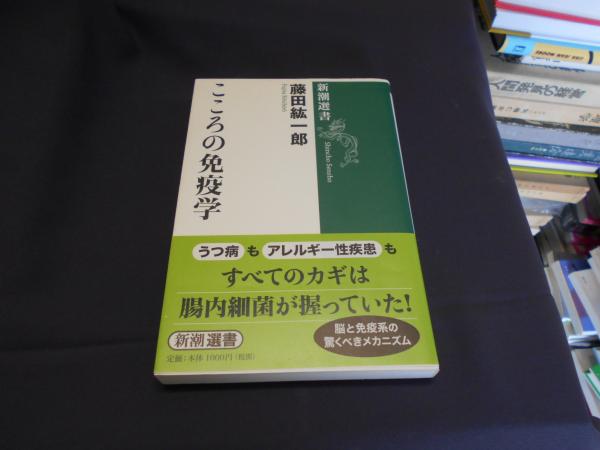 こころの免疫学
藤田紘一郎
Fujita Koichiro
新潮選書
Shincho Sensho
うつ病 も アレルギー性疾患 も
すべてのカギは
腸内細菌が握っていた!
脳と免疫系の
驚くべきメカニズム
新潮選書
定価:本体1000円(税別)